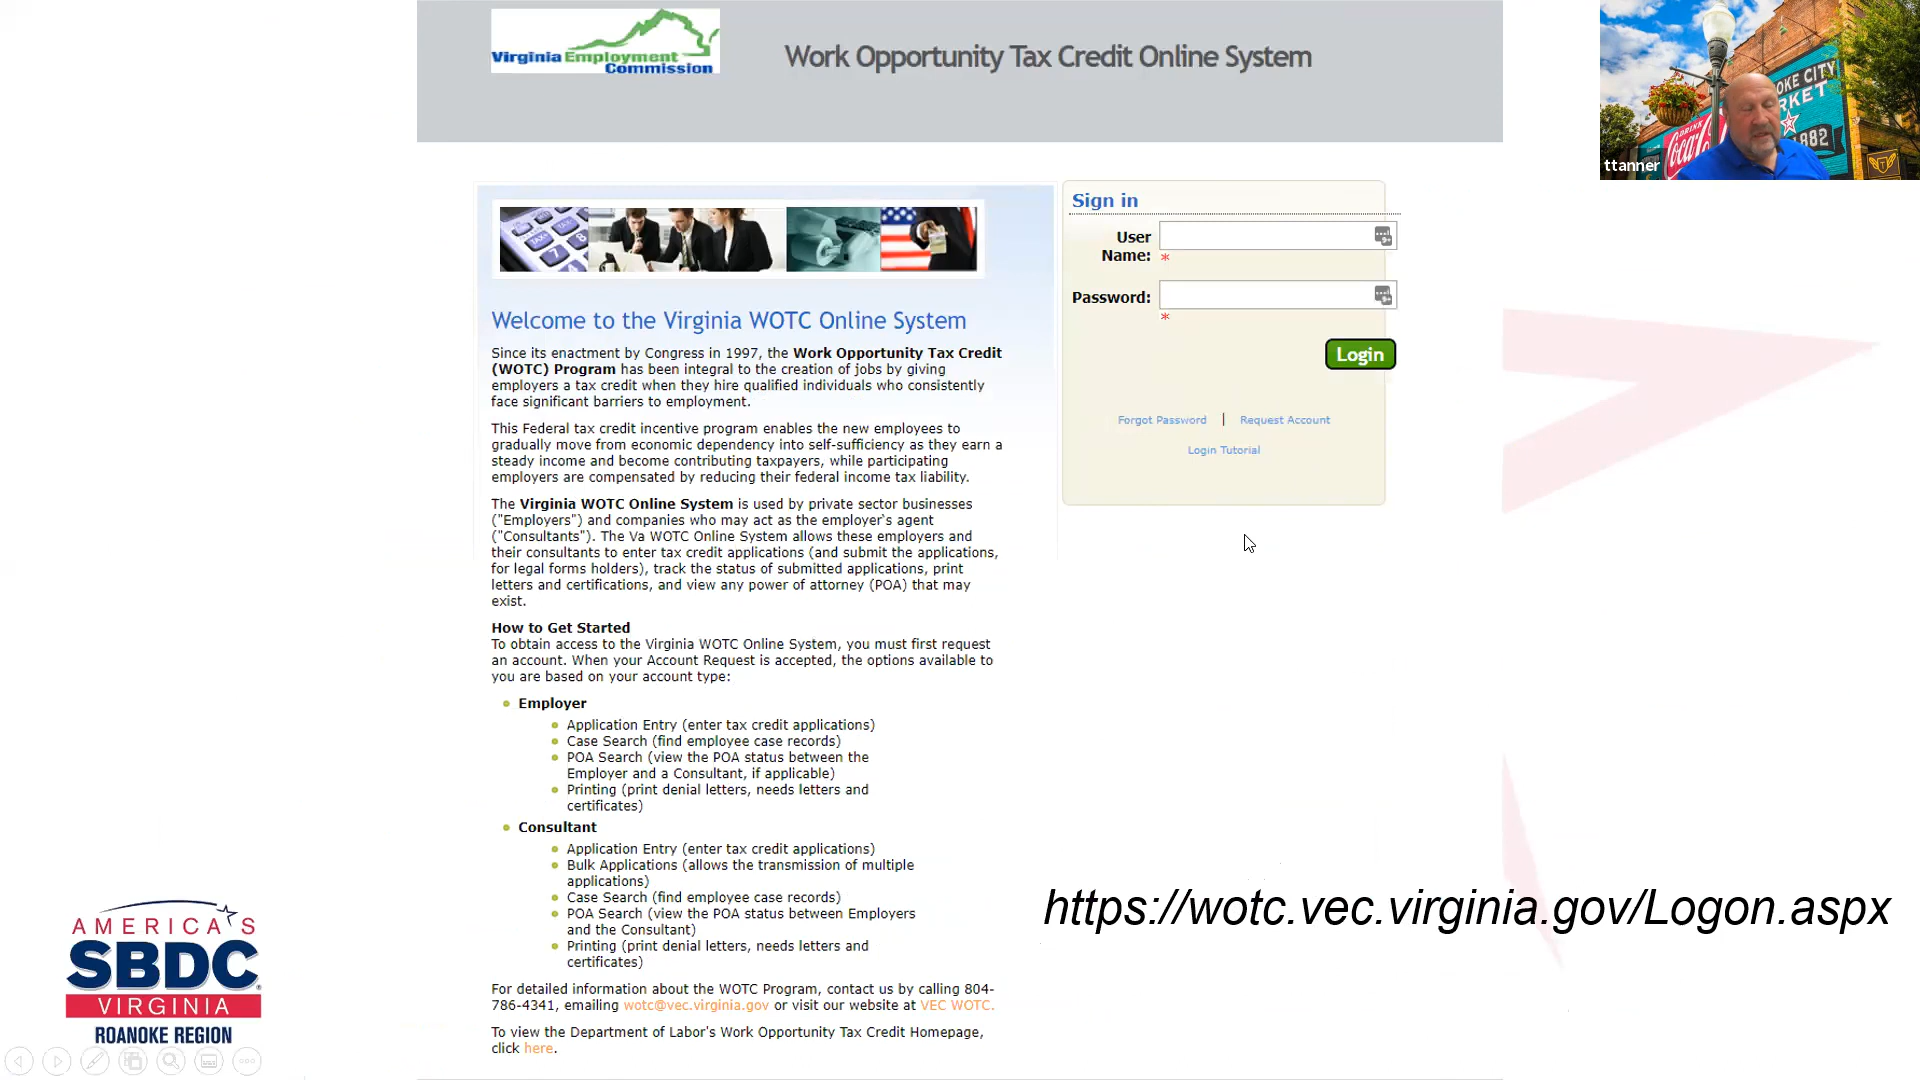 Virginia Employment
Commission
Work Opportunity Tax Credit Online System
OKE CITY
RKET
DRINK
Coca
1882
ttanner
Sign in
User
Name:
*
Password:
*
Login
Forgot Password | Request Account
Login Tutorial
TAX+
7
8
Welcome to the Virginia WOTC Online System
Since its enactment by Congress in 1997, the Work Opportunity Tax Credit
(WOTC) Program has been integral to the creation of jobs by giving
employers a tax credit when they hire qualified individuals who consistently
face significant barriers to employment.
This Federal tax credit incentive program enables the new employees to
gradually move from economic dependency into self-sufficiency as they earn a
steady income and become contributing taxpayers, while participating
employers are compensated by reducing their federal income tax liability.
The Virginia WOTC Online System is used by private sector businesses
("Employers") and companies who may act as the employer's agent
("Consultants"). The Va WOTC Online System allows these employers and
their consultants to enter tax credit applications (and submit the applications,
for legal forms holders), track the status of submitted applications, print
letters and certifications, and view any power of attorney (POA) that may
exist.
How to Get Started
To obtain access to the Virginia WOTC Online System, you must first request
an account. When your Account Request is accepted, the options available to
you are based on your account type:
Employer
Application Entry (enter tax credit applications)
Case Search (find employee case records)
POA Search (view the POA status between the
Employer and a Consultant, if applicable)
Printing (print denial letters, needs letters and
certificates)
Consultant
Application Entry (enter tax credit applications)
Bulk Applications (allows the transmission of multiple
applications)
Case Search (find employee case records)
POA Search (view the POA status between Employers
and the Consultant)
Printing (print denial letters, needs letters and
certificates)
For detailed information about the WOTC Program, contact us by calling 804-
786-4341, emailing wotc@vec.virginia.gov or visit our website at VEC WOTC.
To view the Department of Labor's Work Opportunity Tax Credit Homepage,
click here.
https://wotc.vec.virginia.gov/Logon.aspx
AMERICA'S
SBDC
VIRGINIA
ROANOKE REGION